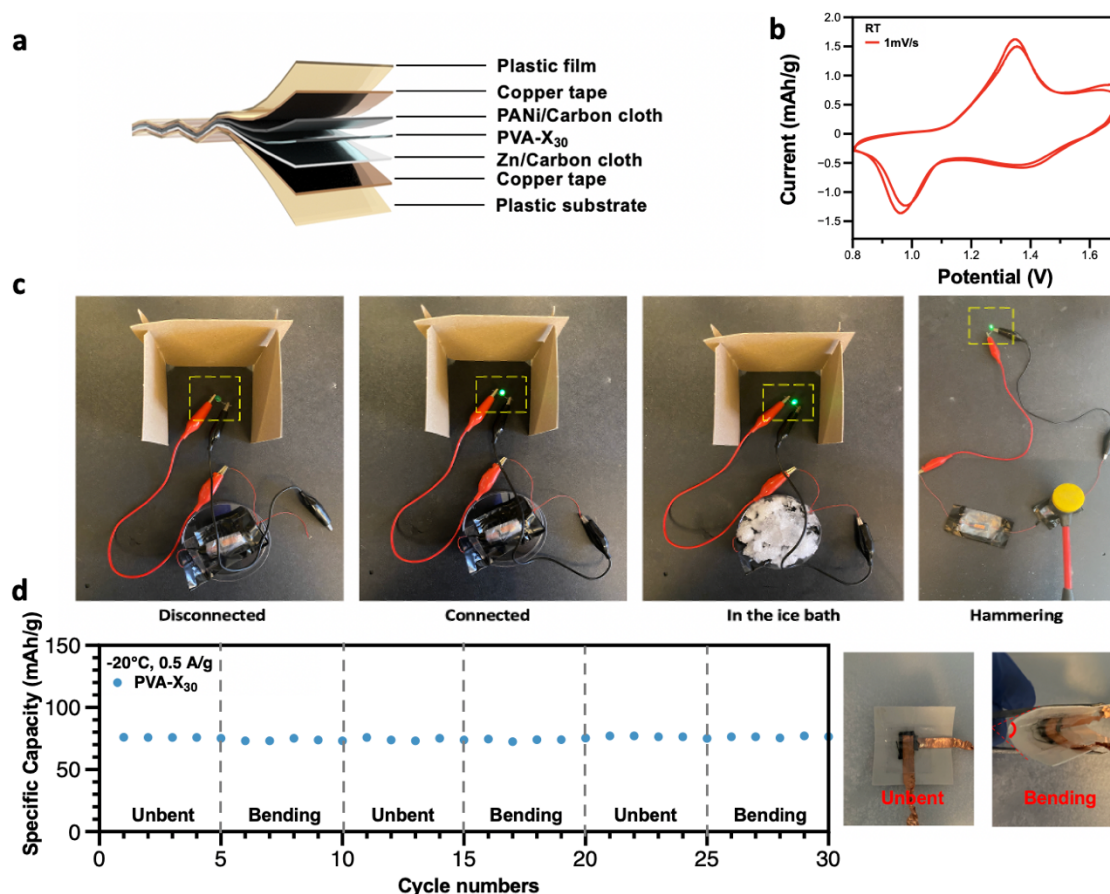 a
Plastic film
Copper tape
PANi/Carbon cloth
PVA-X30
Zn/Carbon cloth
Copper tape
Plastic substrate
b
RT
1mV/s
2.0
1.5
1.0
0.5
0
−0.5
−1.0
−1.5
Current (mAh/g)
0.8 1.0 1.2 1.4 1.6
Potential (V)
c
Disconnected Connected In the ice bath Hammering
d
150
100
50
0
Specific Capacity (mAh/g)
-20°C, 0.5 A/g
PVA-X30
Unbent Bending Unbent Bending Unbent Bending
0 5 10 15 20 25 30
Cycle numbers
Unbent
Bending